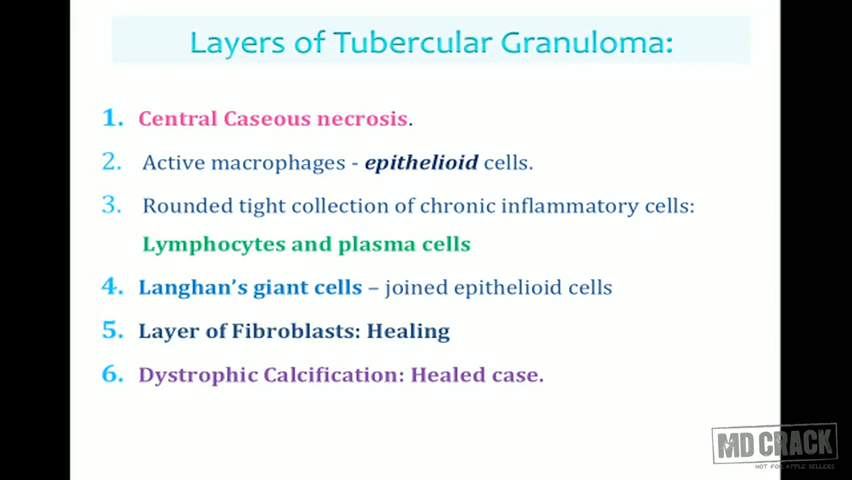 Layers of Tubercular Granuloma:
1. Central Caseous necrosis.
2. Active macrophages - epithelioid cells.
3. Rounded tight collection of chronic inflammatory cells:
Lymphocytes and plasma cells
4. Langhan's giant cells – joined epithelioid cells
5. Layer of Fibroblasts: Healing
6. Dystrophic Calcification: Healed case.
MD CRACK
NOT FOR APPLE SELLERS